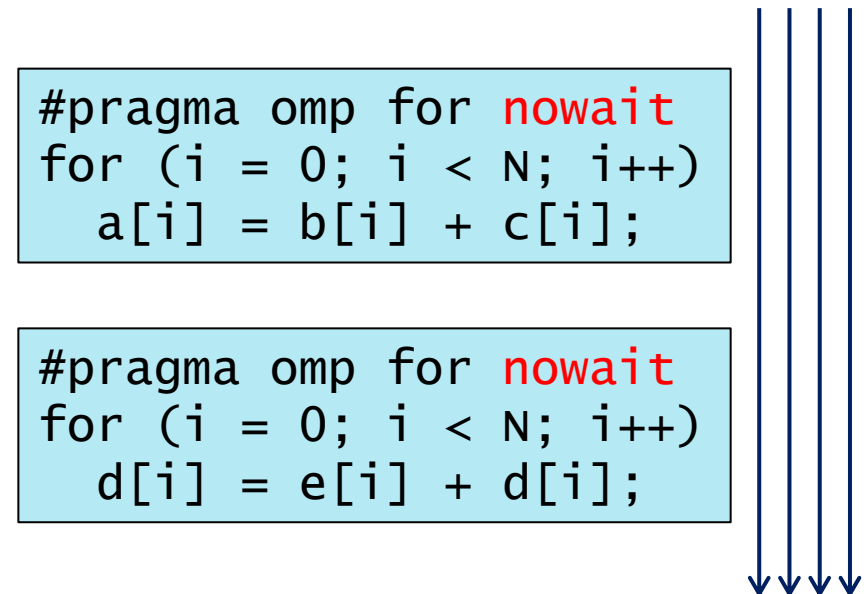 #pragma omp for nowait
for (i = 0; i < N; i++)
  a[i] = b[i] + c[i];
#pragma omp for nowait
for (i = 0; i < N; i++)
  d[i] = e[i] + d[i];